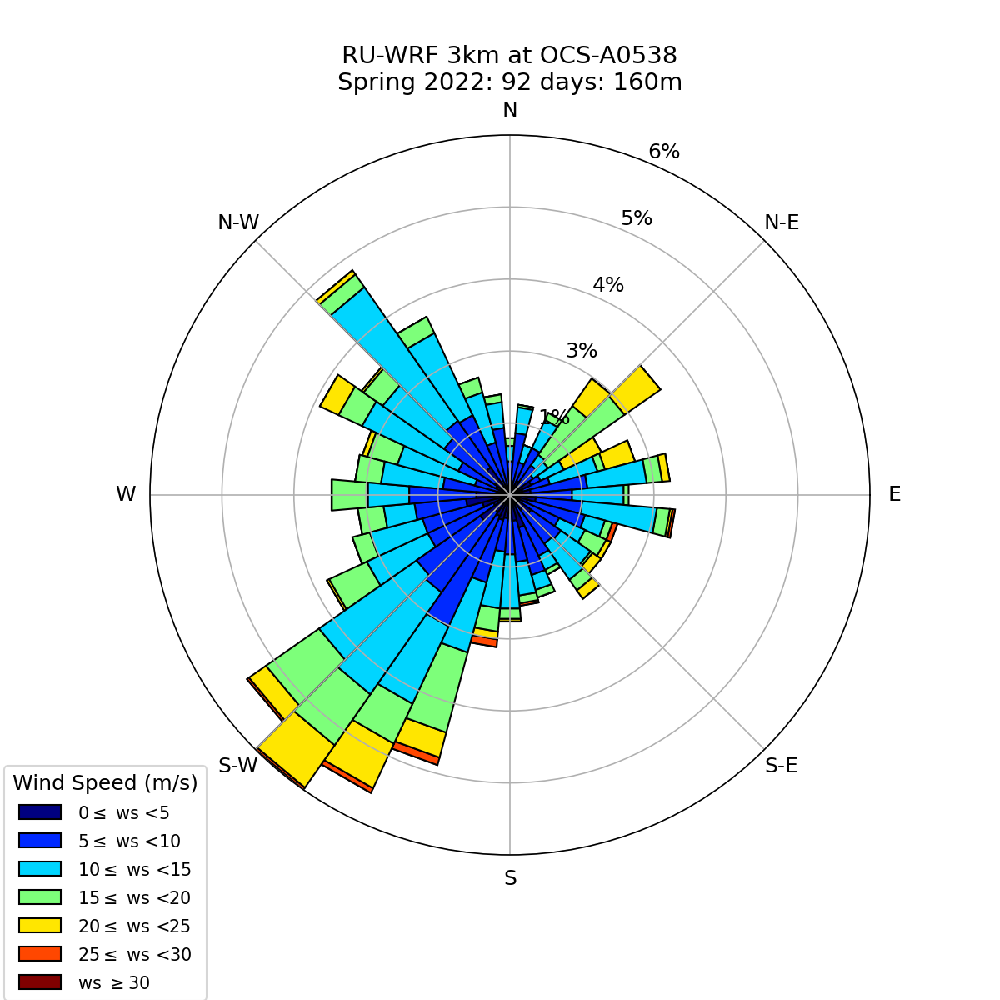 RU-WRF 3km at OCS-A0538
Spring 2022: 92 days: 160m
N
6%
5%
N-W
N-E
4%
3%
1%
W
E
S-W
S-E
S
Wind Speed (m/s)
0≤ ws <5
5≤ ws <10
10≤ ws <15
15≤ ws <20
20≤ ws <25
25≤ ws <30
ws ≥30